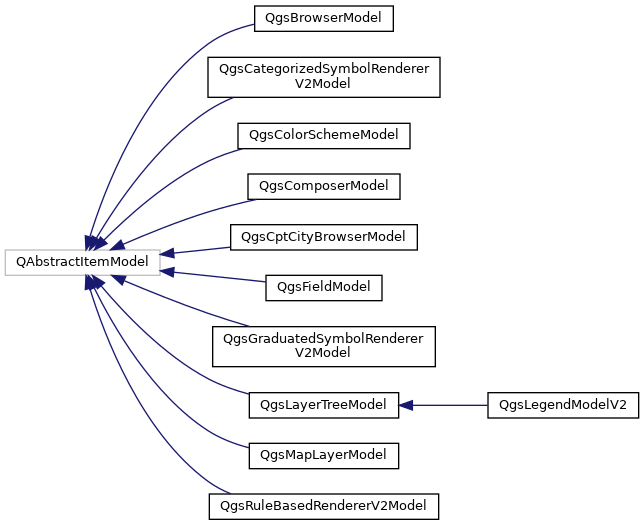 QgsBrowserModel
QgsCategorizedSymbolRenderer
V2Model
QgsColorSchemeModel
QgsComposerModel
QgsCptCityBrowserModel
QAbstractItemModel
QgsFieldModel
QgsGraduatedSymbolRenderer
V2Model
QgsLayerTreeModel
QgsLegendModelV2
QgsMapLayerModel
QgsRuleBasedRendererV2Model